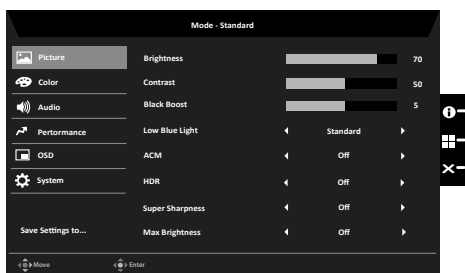 Mode - Standard
Picture
Color
Audio
Pertormance
OSD
System
Save Settings to...
Brightness 70
Contrast 50
Black Boost 5
Low Blue Light Standard
ACM Off
HDR Off
Super Sharpness Off
Max Brightness Off
Move Enter